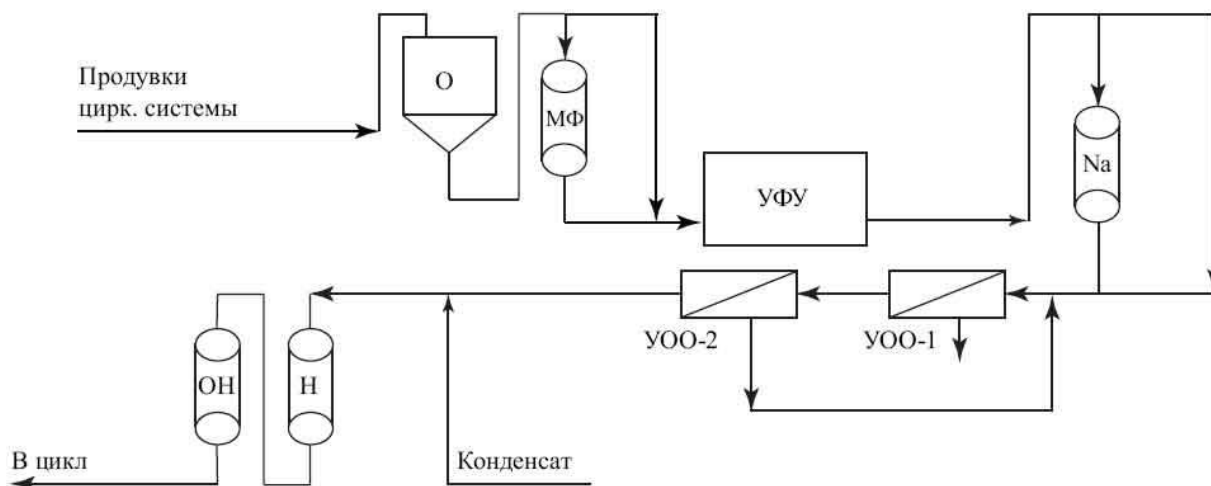 Продувки
цирк. системы
О
МФ
УФУ
Na
УОО-2
УОО-1
ОН
Н
В цикл
Конденсат